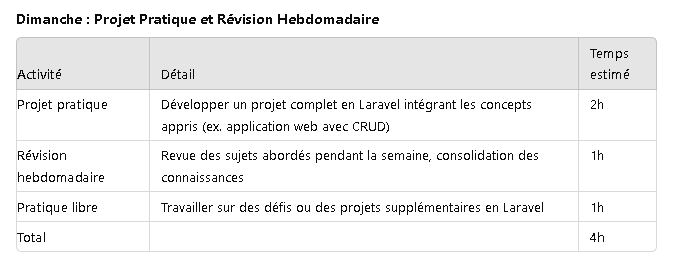 Dimanche : Projet Pratique et Révision Hebdomadaire
Activité Détail Temps estimé
Projet pratique Développer un projet complet en Laravel intégrant les concepts
appris (ex. application web avec CRUD) 2h
Révision hebdomadaire Revue des sujets abordés pendant la semaine, consolidation des
connaissances 1h
Pratique libre Travailler sur des défis ou des projets supplémentaires en Laravel 1h
Total 4h